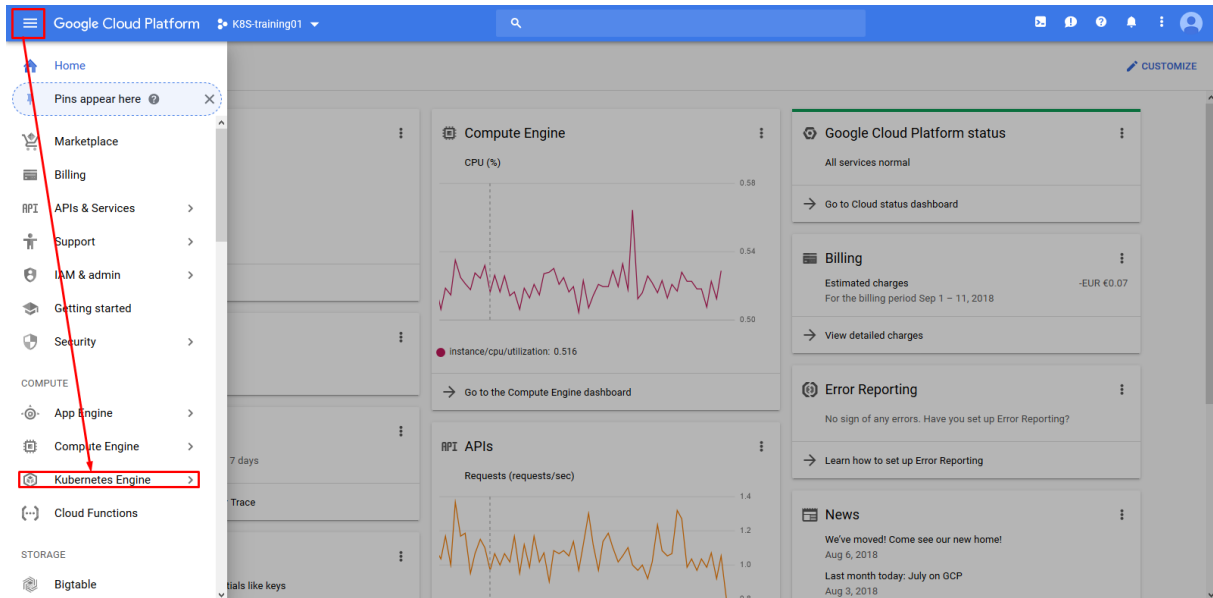 Google Cloud Platform K8S-training01
Home
CUSTOMIZE
Pins appear here
Marketplace
Billing
API APIs & Services
Support
IAM & admin
Getting started
Security
COMPUTE
App Engine
Compute Engine
Kubernetes Engine
Cloud Functions
STORAGE
Bigtable
7 days
Trace
tials like keys
Compute Engine
CPU (%)
0.58
0.54
0.50
instance/cpu/utilization: 0.516
Go to the Compute Engine dashboard
API APIs
Requests (requests/sec)
1.4
1.2
1.0
Google Cloud Platform status
All services normal
Go to Cloud status dashboard
Billing
Estimated charges -EUR €0.07
For the billing period Sep 1 – 11, 2018
View detailed charges
Error Reporting
No sign of any errors. Have you set up Error Reporting?
Learn how to set up Error Reporting
News
We've moved! Come see our new home!
Aug 6, 2018
Last month today: July on GCP
Aug 3, 2018